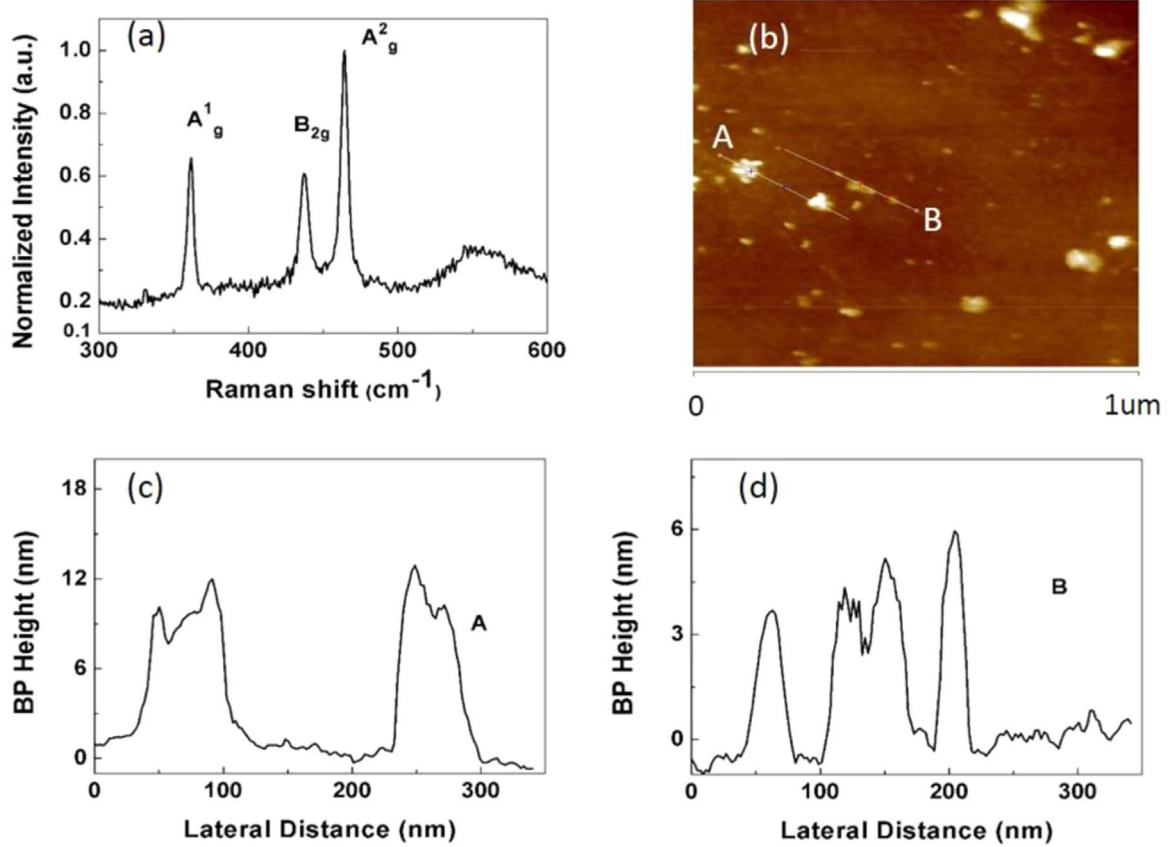 (a)
A¹g
B2g
A²g
Normalized Intensity (a.u.)
1.0
0.8
0.6
0.4
0.2
0.1
300
400
500
600
Raman shift (cm⁻¹)
(b)
A
B
0
1um
(c)
BP Height (nm)
18
12
6
0
A
0
100
200
300
Lateral Distance (nm)
(d)
BP Height (nm)
6
3
0
B
0
100
200
300
Lateral Distance (nm)